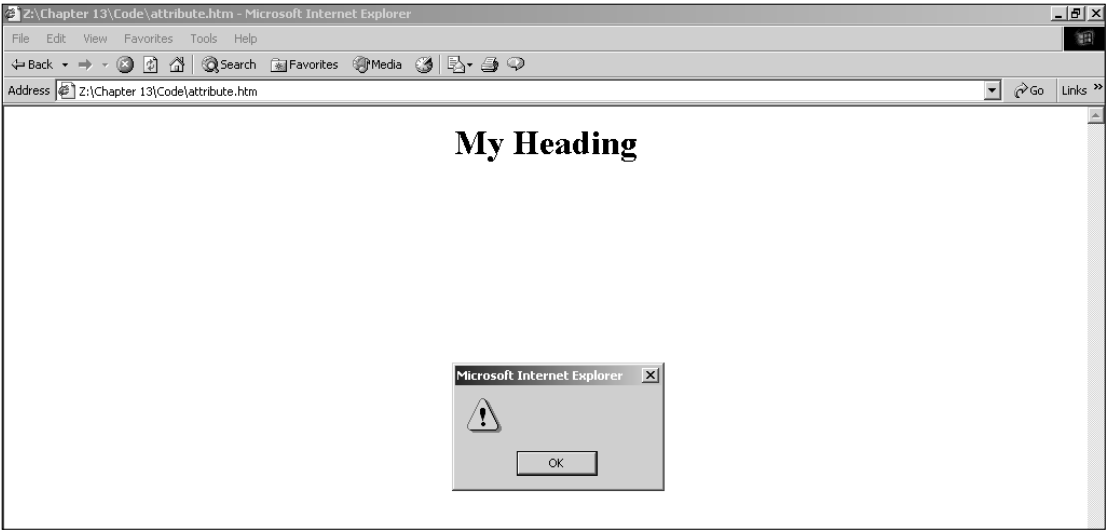 Z:\Chapter 13\Code\attribute.htm - Microsoft Internet Explorer
File Edit View Favorites Tools Help
Back Search Favorites Media
Address Z:\Chapter 13\Code\attribute.htm Go Links »
My Heading
Microsoft Internet Explorer
OK